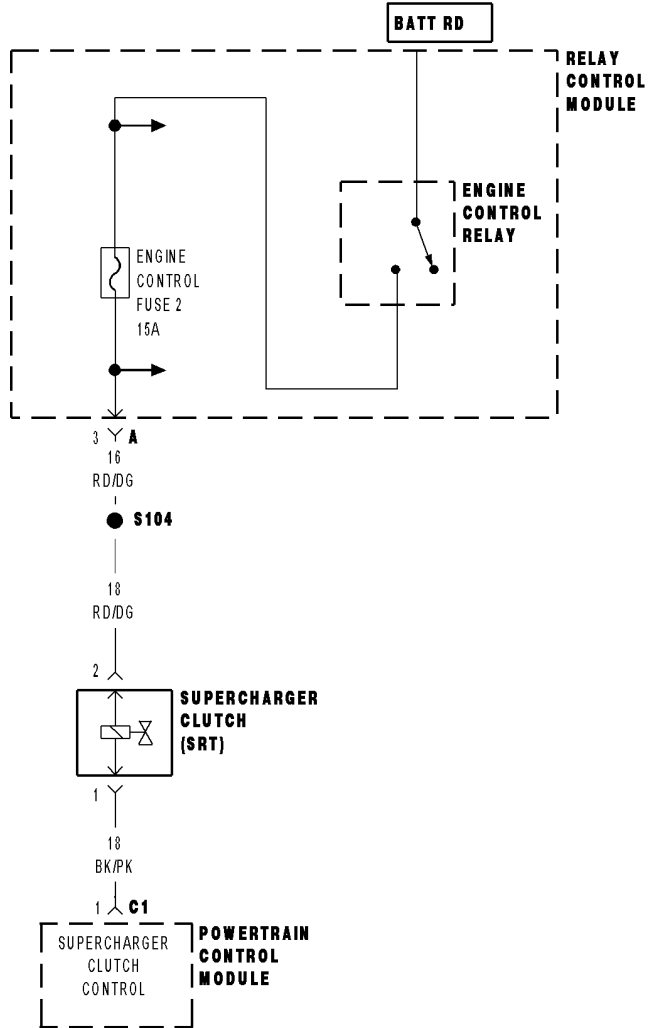 BATT RD
RELAY
CONTROL
MODULE
ENGINE
CONTROL
RELAY
ENGINE
CONTROL
FUSE 2
15A
3 A
16
RD/DG
S104
18
RD/DG
2
SUPERCHARGER
CLUTCH
(SRT)
1
18
BK/PK
1 C1
POWERTRAIN
CONTROL
MODULE
SUPERCHARGER
CLUTCH
CONTROL